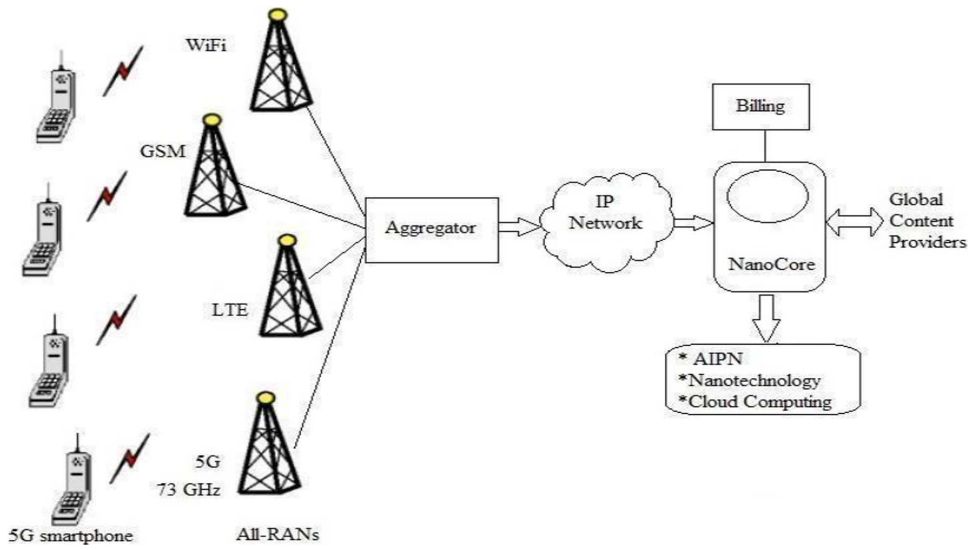 WiFi
GSM
LTE
5G
73 GHz
5G smartphone
All-RANs
Aggregator
IP
Network
Billing
NanoCore
Global
Content
Providers
* AIPN
*Nanotechnology
*Cloud Computing